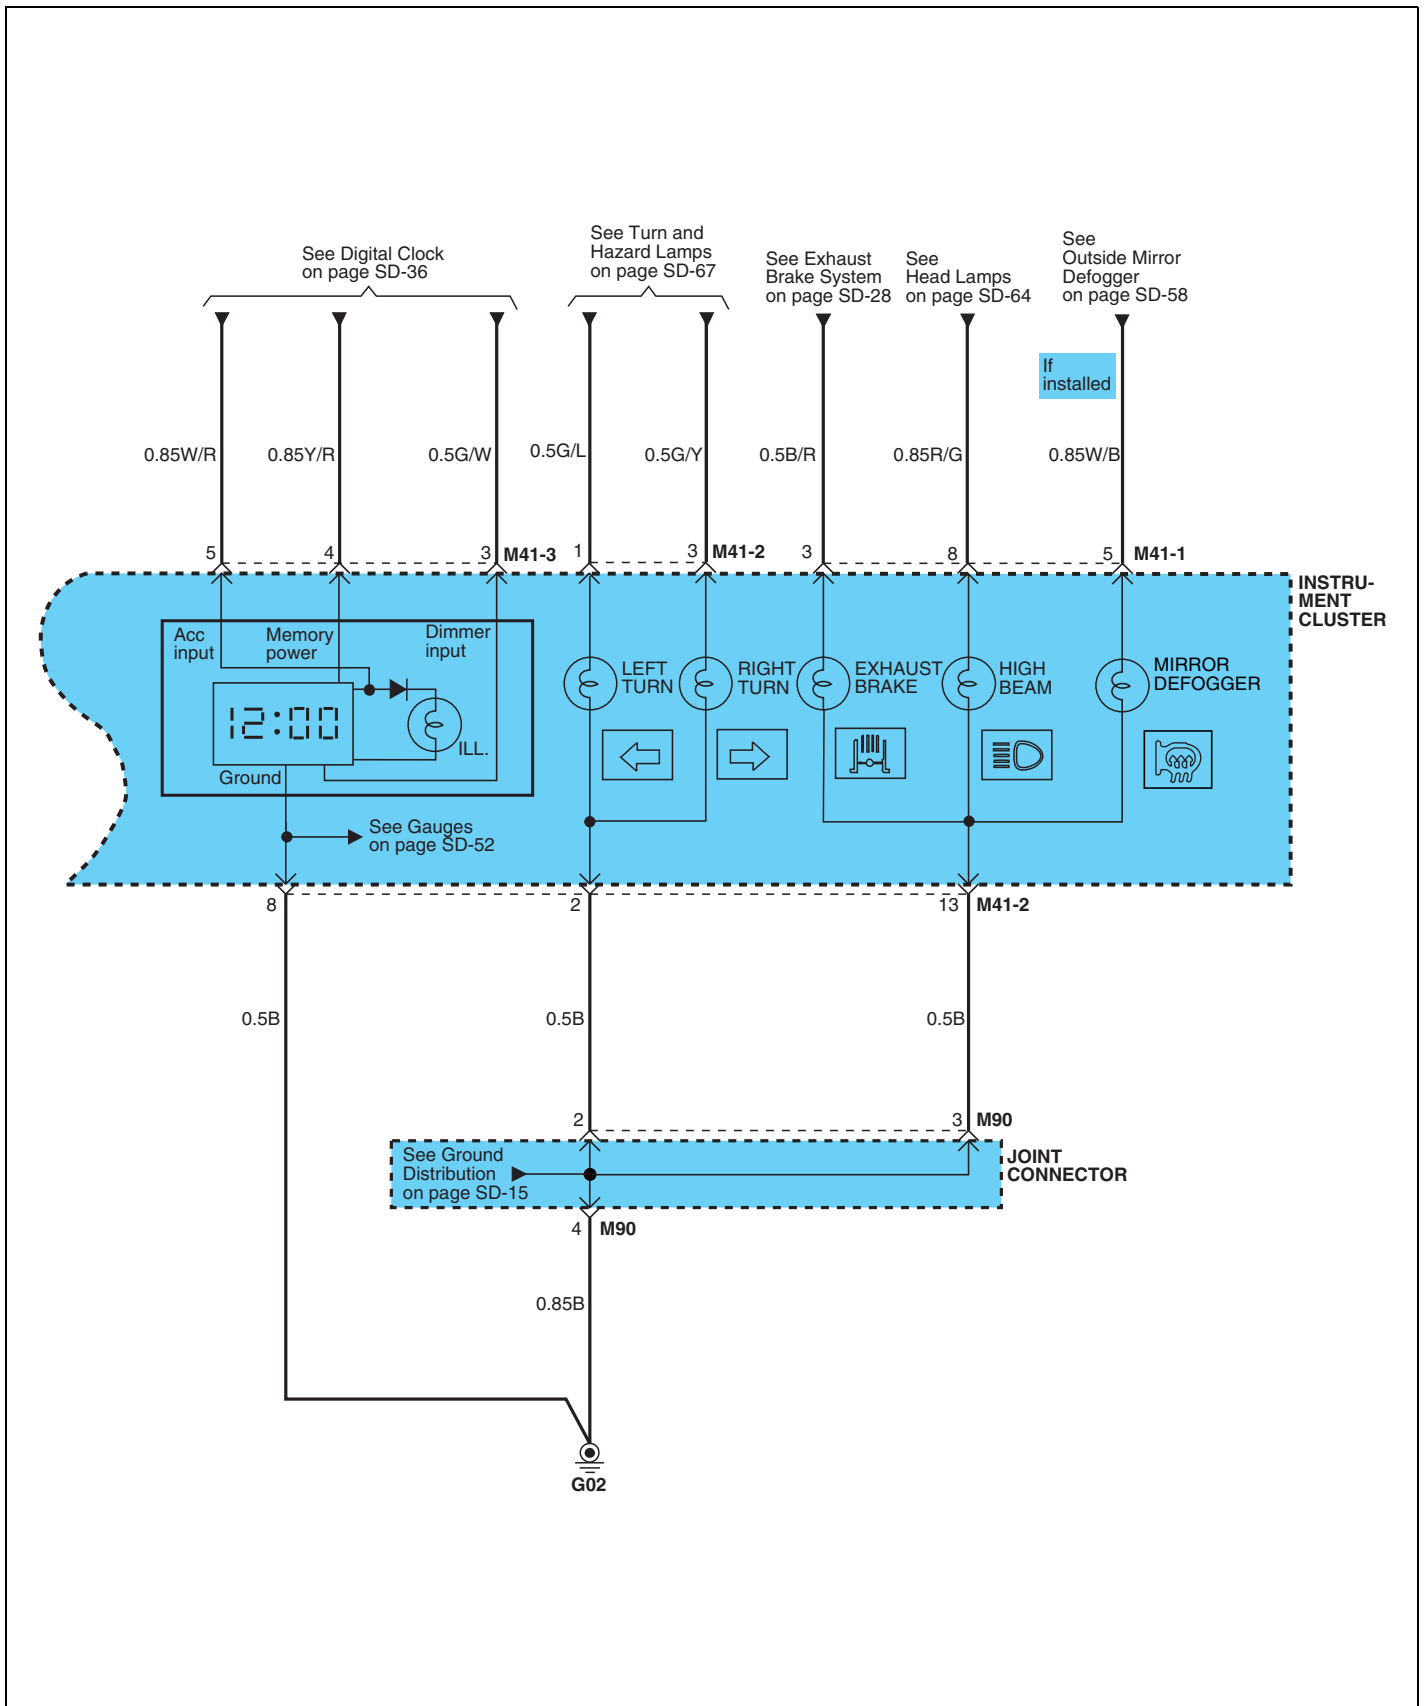 See Digital Clock
on page SD-36
See Turn and
Hazard Lamps
on page SD-67
See Exhaust
Brake System
on page SD-28
See
Head Lamps
on page SD-64
See
Outside Mirror
Defogger
on page SD-58
If
installed
0.85W/R
0.85Y/R
0.5G/W
0.5G/L
0.5G/Y
0.5B/R
0.85R/G
0.85W/B
5
4
3
M41-3
1
3
M41-2
3
8
5
M41-1
INSTRU-
MENT
CLUSTER
Acc
input
Memory
power
Dimmer
input
12:00
ILL.
Ground
LEFT
TURN
RIGHT
TURN
EXHAUST
BRAKE
HIGH
BEAM
MIRROR
DEFOGGER
See Gauges
on page SD-52
8
2
13
M41-2
0.5B
0.5B
0.5B
2
3
M90
See Ground
Distribution
on page SD-15
JOINT
CONNECTOR
4
M90
0.85B
G02